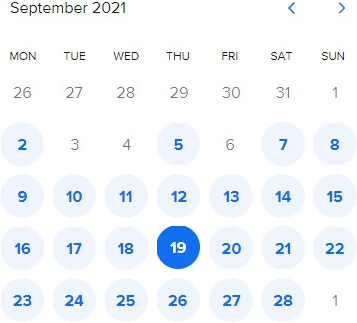 September 2021
MON TUE WED THU FRI SAT SUN
26 27 28 29 30 31 1
2 3 4 5 6 7 8
9 10 11 12 13 14 15
16 17 18 19 20 21 22
23 24 25 26 27 28 1